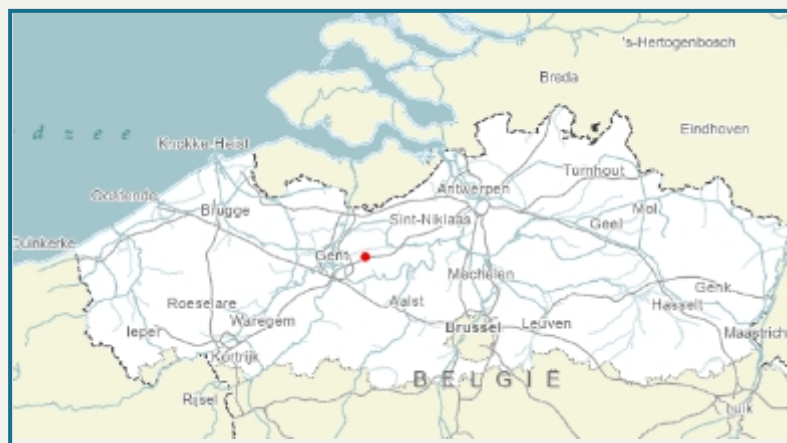 's-Hertogenbosch
Breda
d z e e
Eindhoven
Knokke-Heist
Turnhout
Antwerpen
Oostende
Mol
Brugge
Sint-Niklaas
Geel
Duinkerke
Gent
Mechelen
Genk
Roeselare
Aalst
Hasselt
Ieper
Waregem
Brussel
Leuven
Maastrich
Kortrijk
BELGIË
Rijsel
Luik